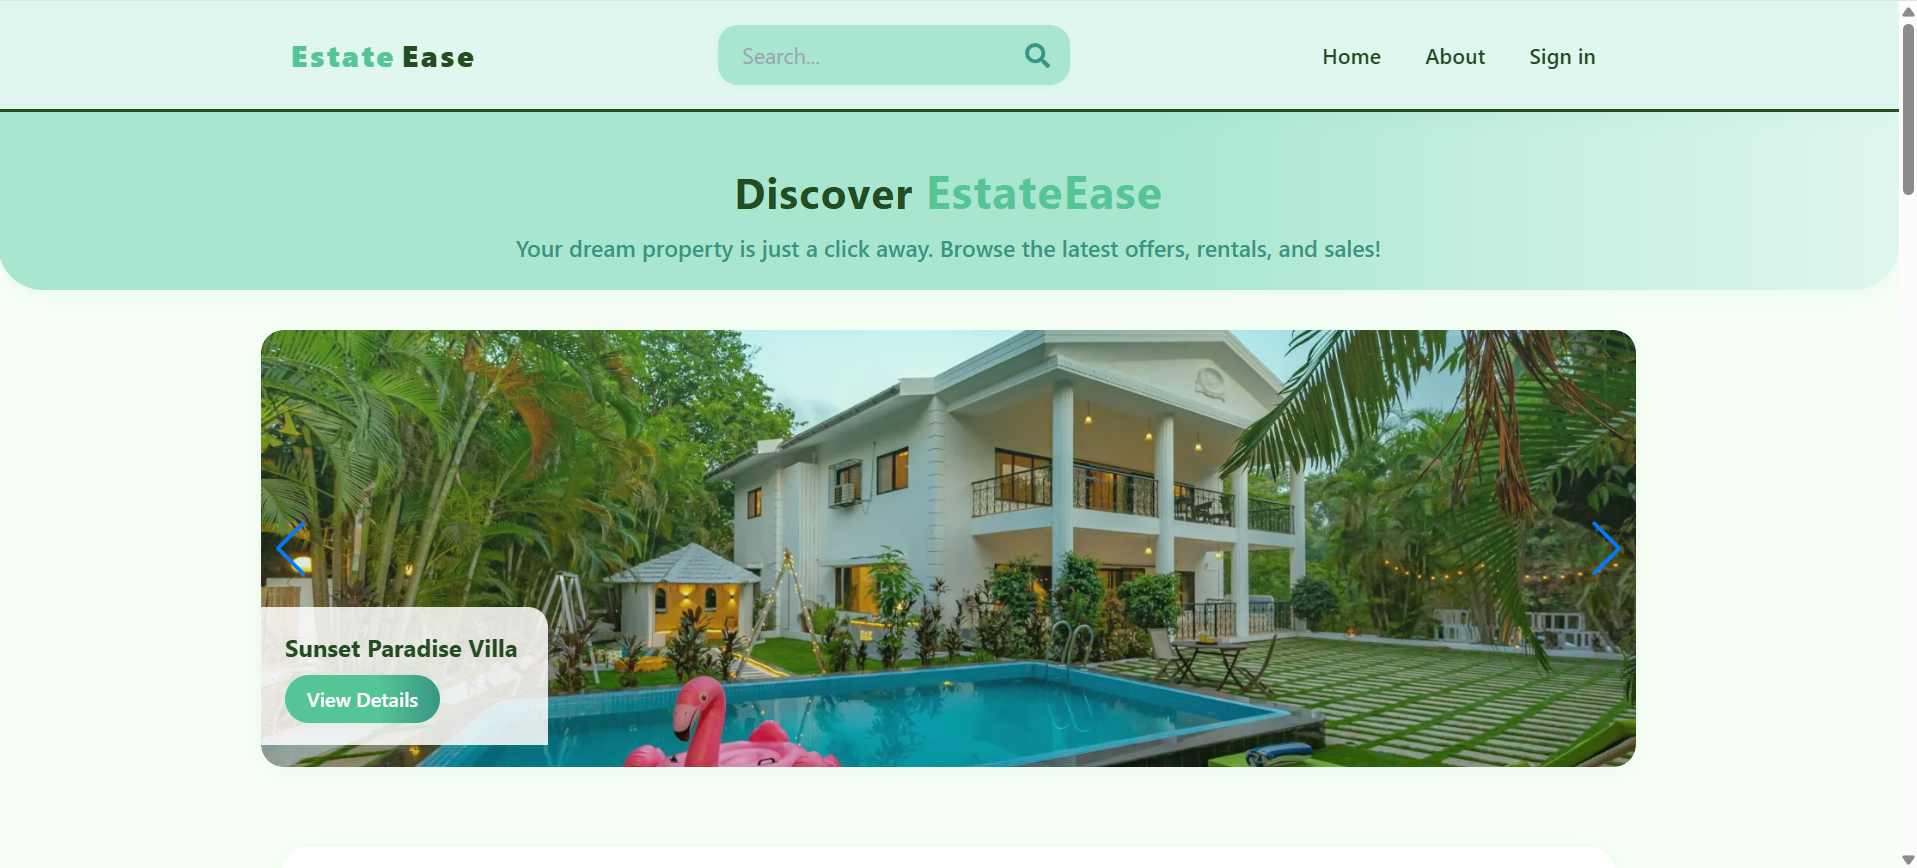 Estate Ease
Search...
Home
About
Sign in
Discover EstateEase
Your dream property is just a click away. Browse the latest offers, rentals, and sales!
Sunset Paradise Villa
View Details